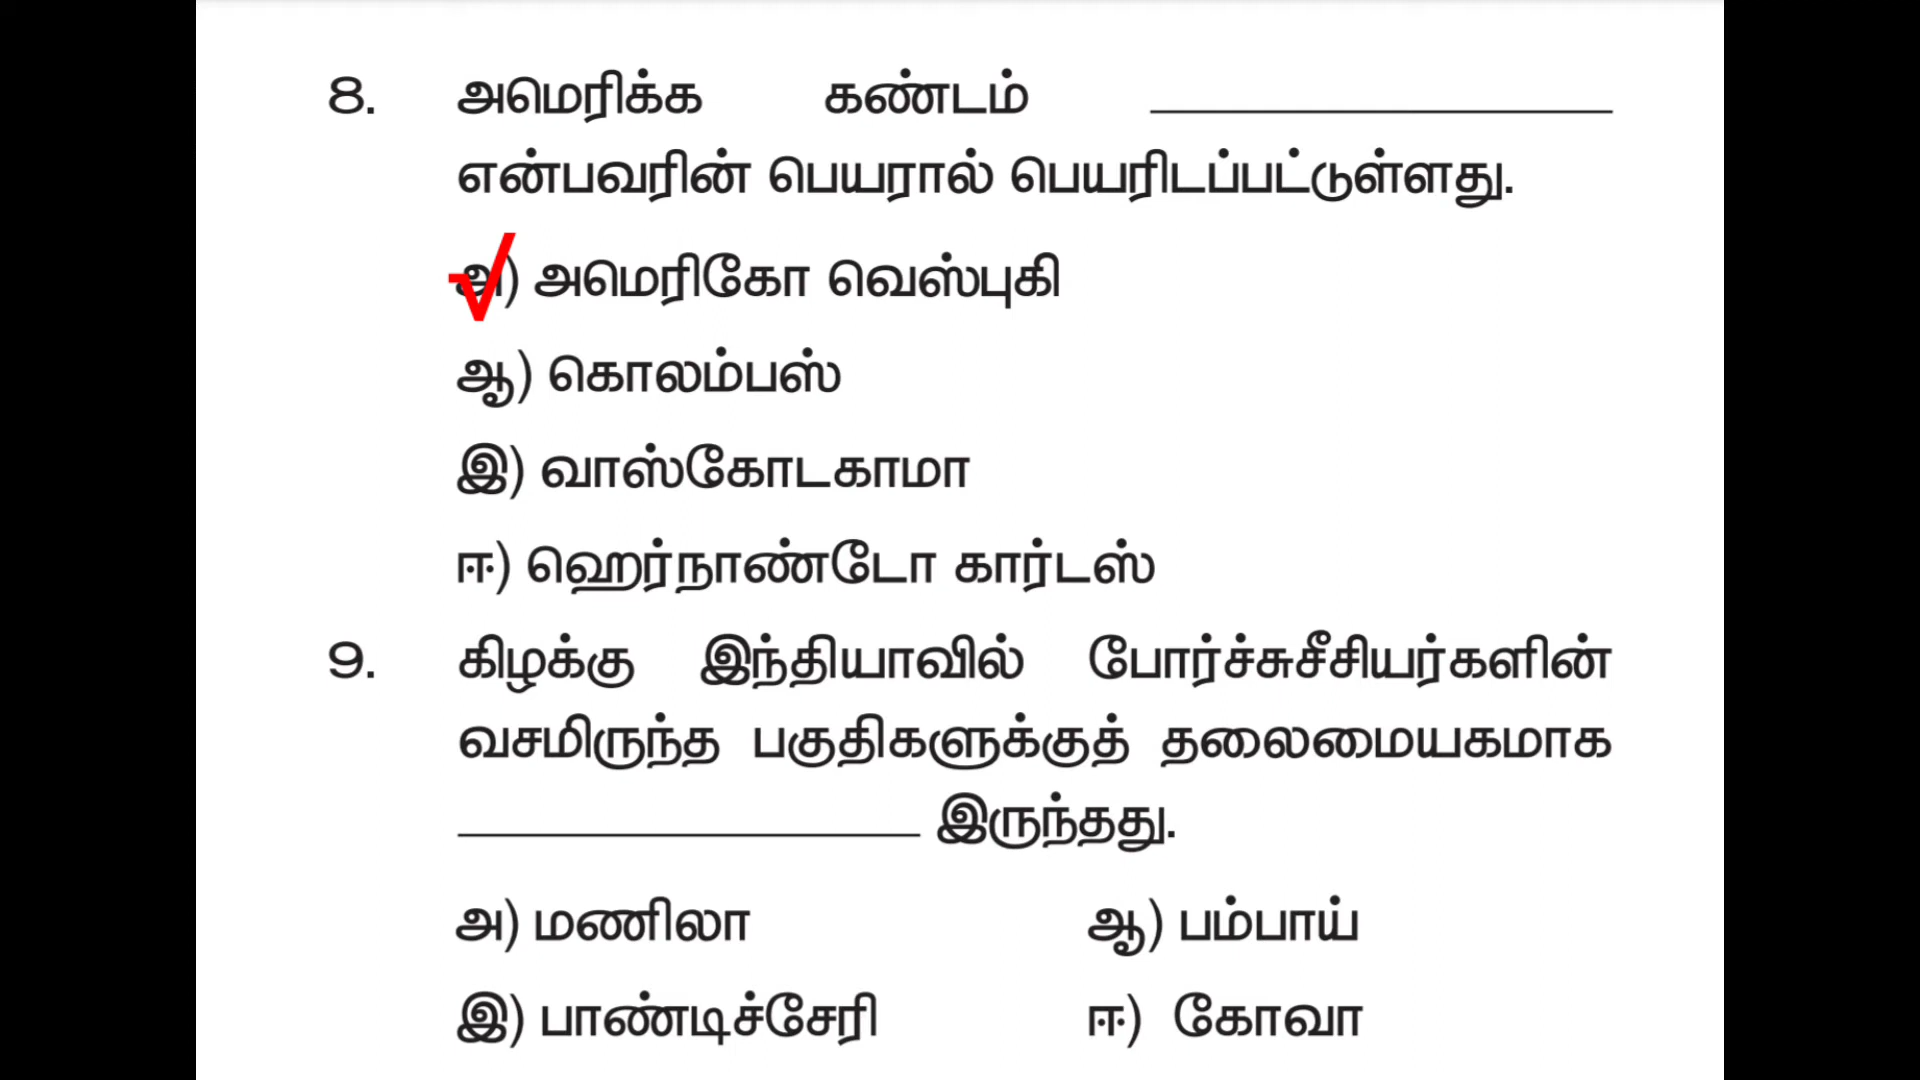 8. அமெரிக்க கண்டம் ____________
என்பவரின் பெயரால் பெயரிடப்பட்டுள்ளது.
அ) அமெரிகோ வெஸ்புகி
ஆ) கொலம்பஸ்
இ) வாஸ்கோடகாமா
ஈ) ஹெர்நாண்டோ கார்டஸ்
9. கிழக்கு இந்தியாவில் போர்ச்சுசீசியர்களின்
வசமிருந்த பகுதிகளுக்குத் தலைமையகமாக
____________ இருந்தது.
அ) மணிலா ஆ) பம்பாய்
இ) பாண்டிச்சேரி ஈ) கோவா